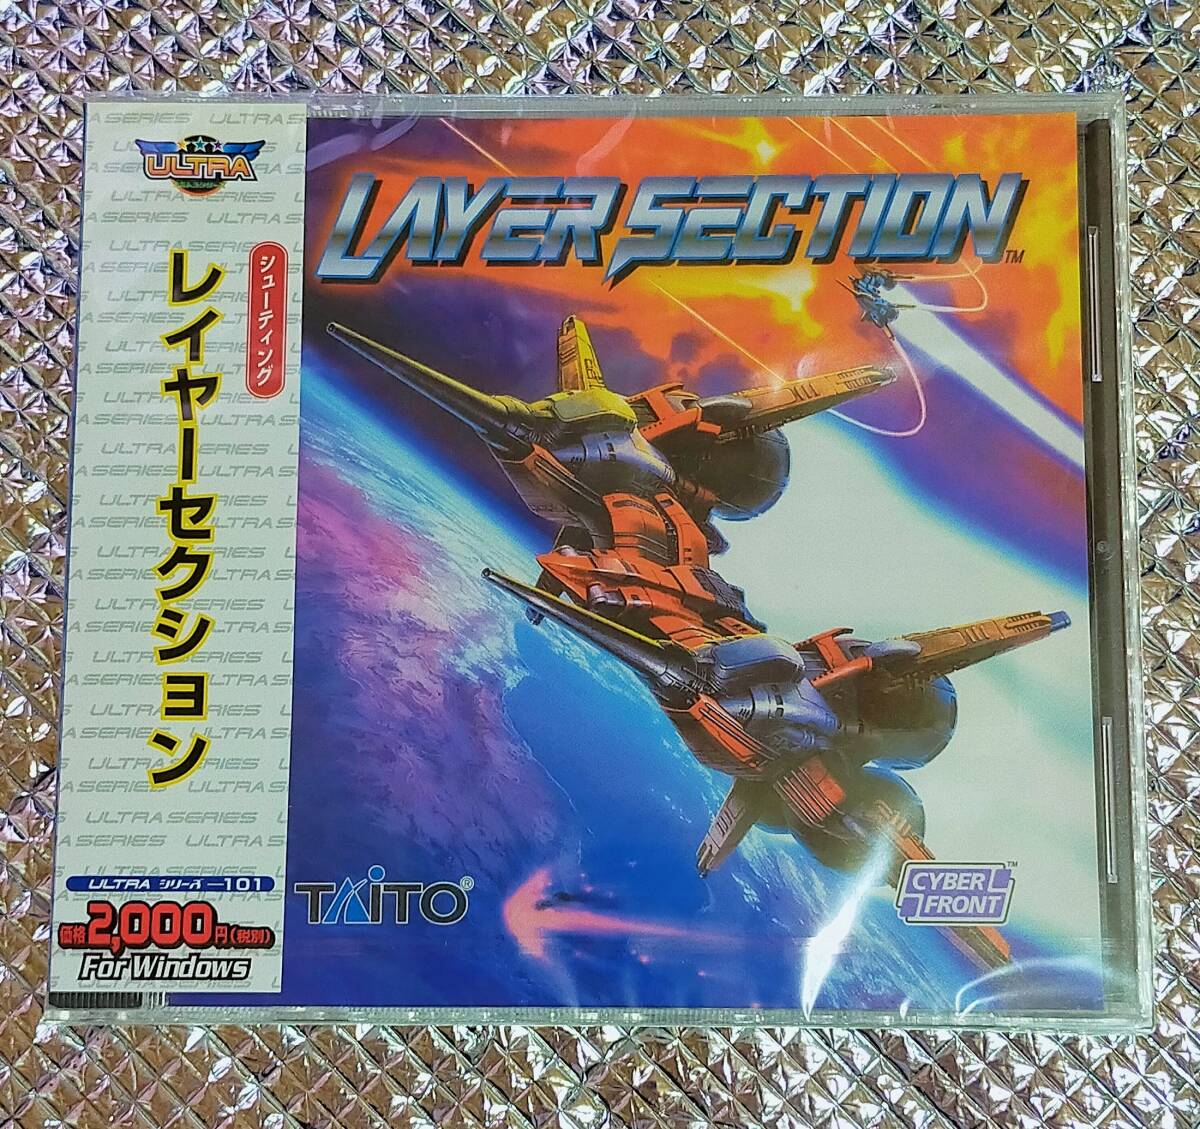 ULTRA
シューティング
レイヤーセクション
ULTRA SERIES
ULTRA シリーズ-101
価格2,000円(税別)
For Windows
LAYER SECTION™
TAITO®
CYBER FRONT™